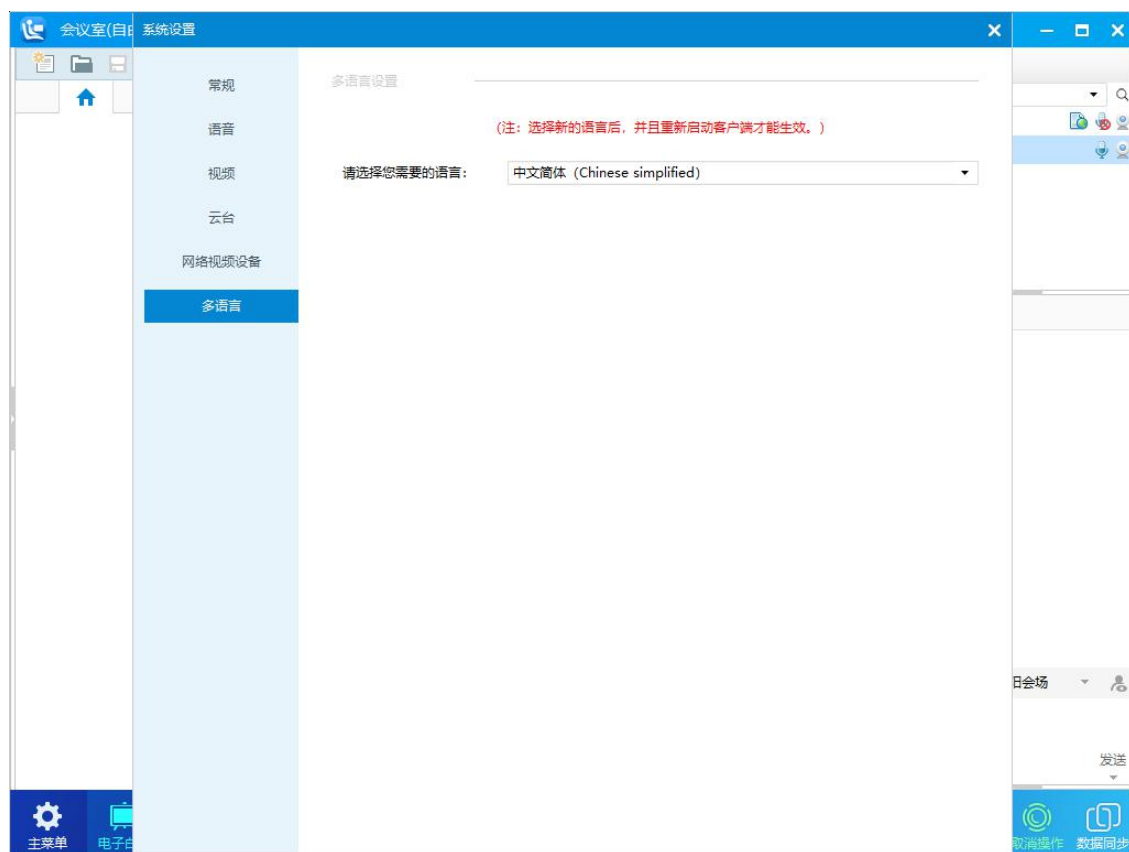 会议室(自由
系统设置
常规
多语言设置
语音
(注：选择新的语言后，并且重新启动客户端才能生效。)
视频
请选择您需要的语言：
中文简体（Chinese simplified）
云台
网络视频设备
多语言
会场
发送
主菜单
电子白
取消操作
数据同步